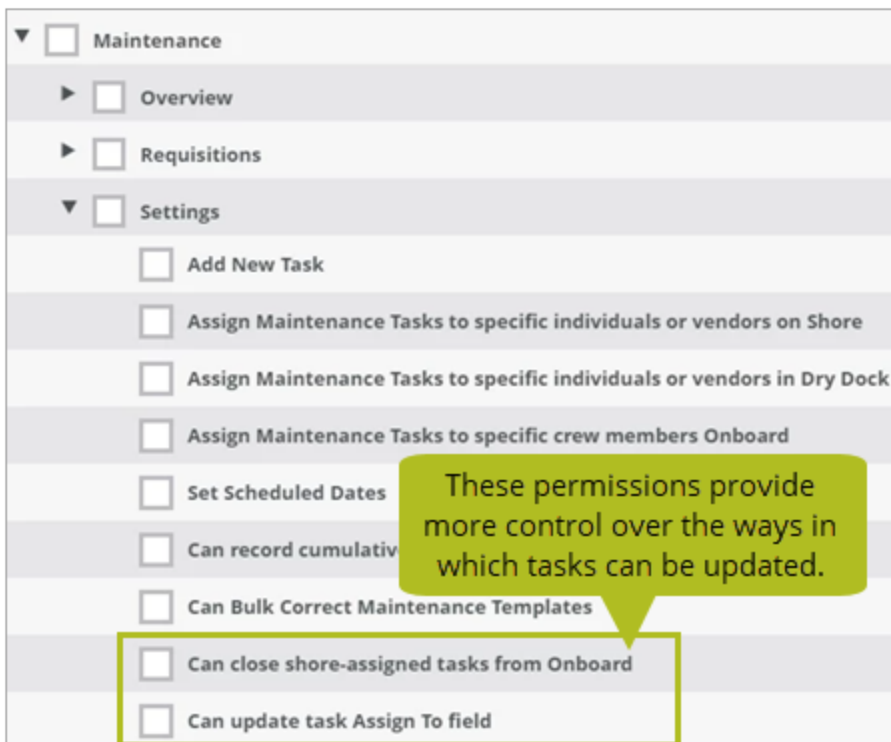 Maintenance
Overview
Requisitions
Settings
Add New Task
Assign Maintenance Tasks to specific individuals or vendors on Shore
Assign Maintenance Tasks to specific individuals or vendors in Dry Dock
Assign Maintenance Tasks to specific crew members Onboard
Set Scheduled Dates
Can record
These permissions provide
more control over the ways in
which tasks can be updated.
Can Bulk Correct Maintenance Templates
Can close shore-assigned tasks from Onboard
Can update task Assign To field